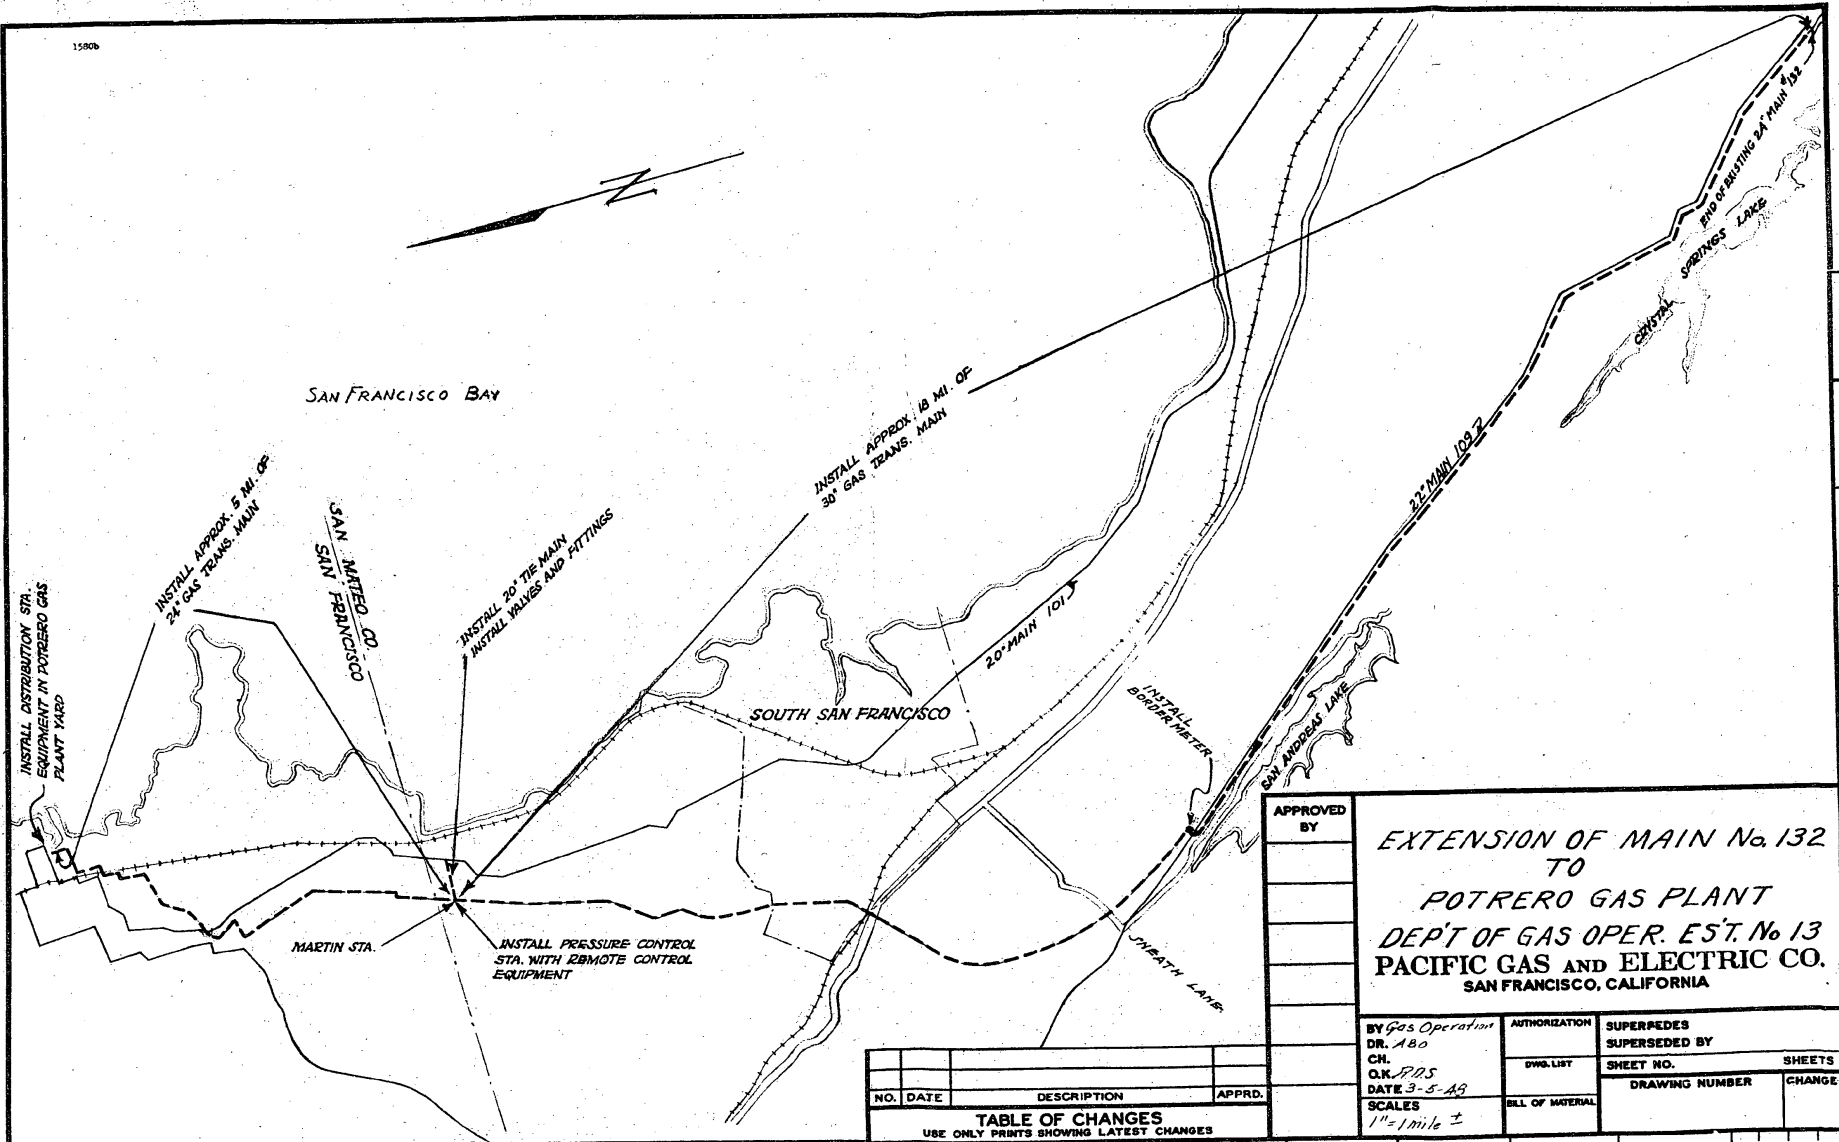 1580b
N
SAN FRANCISCO BAY
INSTALL APPROX. 5 MI. OF
24" GAS TRANS. MAIN
SAN MATEO CO.
SAN FRANCISCO
INSTALL 20" TIE MAIN
INSTALL VALVES AND FITTINGS
INSTALL APPROX. 18 MI. OF
30" GAS TRANS. MAIN
END OF EXISTING 24" MAIN #132
CRYSTAL SPRINGS LAKE
22" MAIN 109
20" MAIN 101
INSTALL DISTRIBUTION STA.
EQUIPMENT IN POTRERO GAS
PLANT YARD
SOUTH SAN FRANCISCO
INSTALL
BORDER METER
SAN ANDREAS LAKE
MARTIN STA.
INSTALL PRESSURE CONTROL
STA. WITH REMOTE CONTROL
EQUIPMENT
SNEATH LANE
APPROVED
BY
EXTENSION OF MAIN No. 132
TO
POTRERO GAS PLANT
DEP'T OF GAS OPER. EST. No 13
PACIFIC GAS AND ELECTRIC CO.
SAN FRANCISCO, CALIFORNIA
BY Gas Operation
DR. ABO
CH.
O.K.
DATE 3-5-48
SCALES
1"=1 mile ±
AUTHORIZATION
DWG. LIST
BILL OF MATERIAL
SUPERSEDES
SUPERSEDED BY
SHEET NO. SHEETS
DRAWING NUMBER CHANGE
NO. DATE DESCRIPTION APPRD.
TABLE OF CHANGES
USE ONLY PRINTS SHOWING LATEST CHANGES